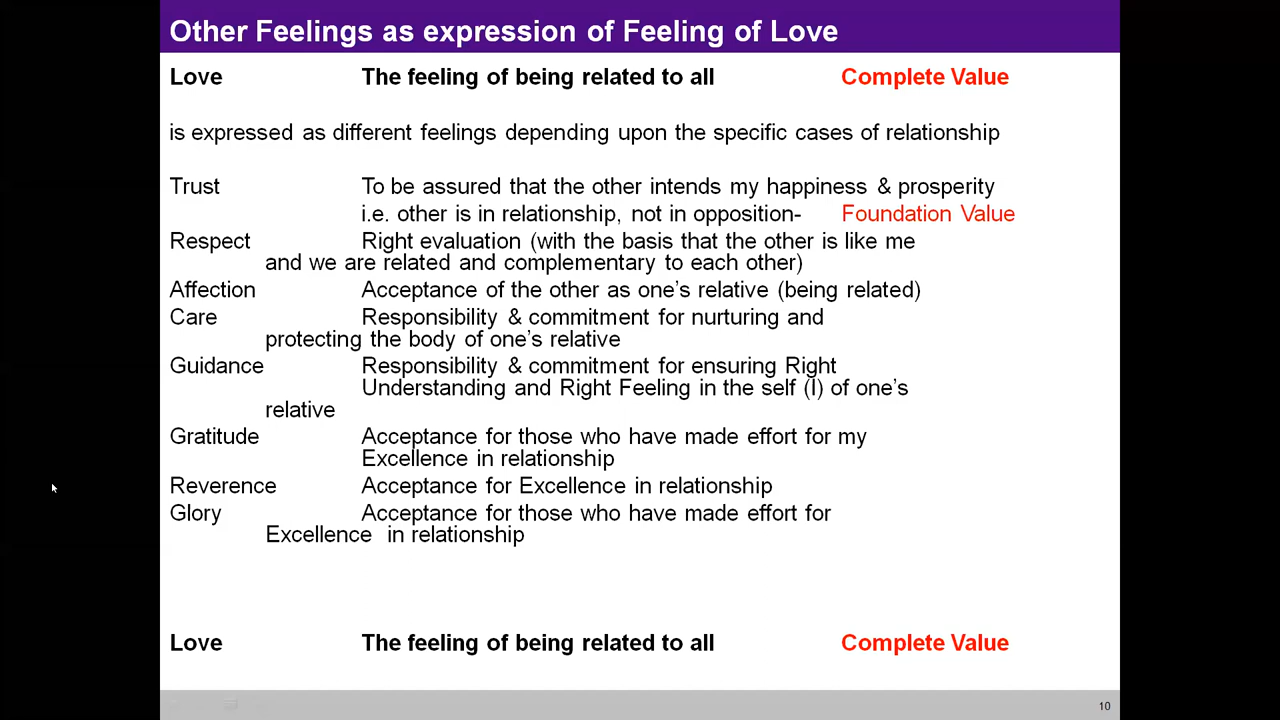 Other Feelings as expression of Feeling of Love
Love The feeling of being related to all Complete Value
is expressed as different feelings depending upon the specific cases of relationship
Trust To be assured that the other intends my happiness & prosperity
i.e. other is in relationship, not in opposition- Foundation Value
Respect Right evaluation (with the basis that the other is like me
and we are related and complementary to each other)
Affection Acceptance of the other as one's relative (being related)
Care Responsibility & commitment for nurturing and
protecting the body of one's relative
Guidance Responsibility & commitment for ensuring Right
Understanding and Right Feeling in the self (I) of one's
relative
Gratitude Acceptance for those who have made effort for my
Excellence in relationship
Reverence Acceptance for Excellence in relationship
Glory Acceptance for those who have made effort for
Excellence in relationship
Love The feeling of being related to all Complete Value
10